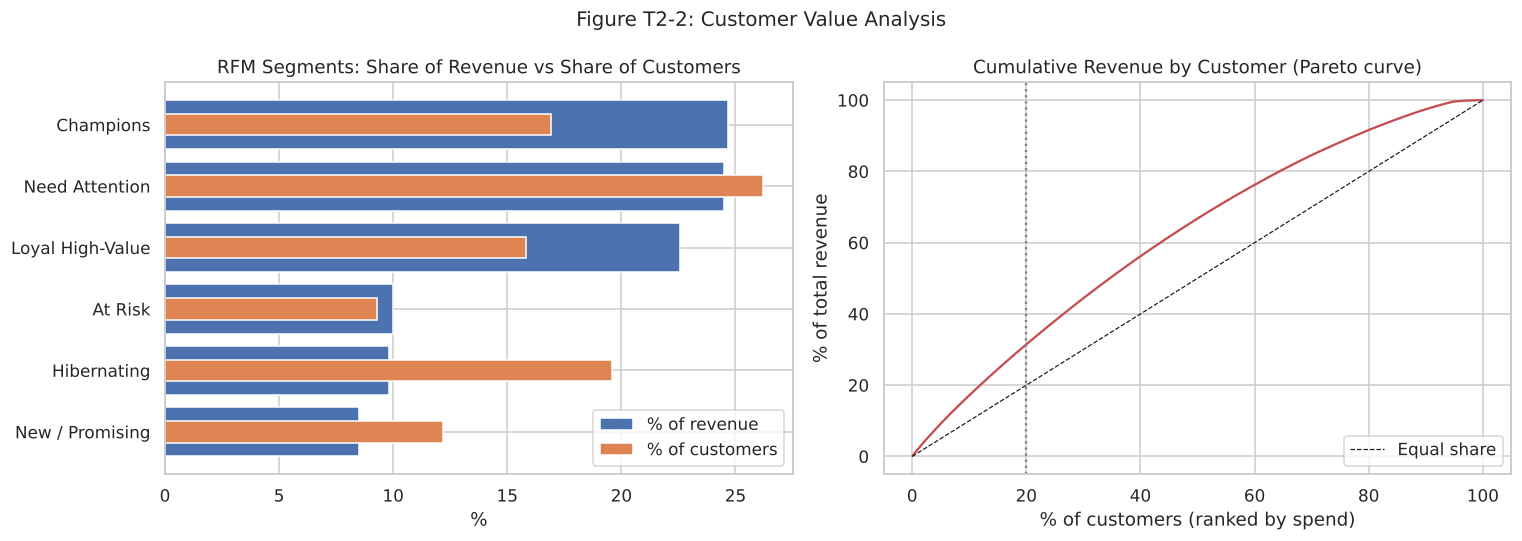 Figure T2-2: Customer Value Analysis
RFM Segments: Share of Revenue vs Share of Customers
Champions
Need Attention
Loyal High-Value
At Risk
Hibernating
New / Promising
% of revenue
% of customers
0 5 10 15 20 25
%
Cumulative Revenue by Customer (Pareto curve)
% of total revenue
100
80
60
40
20
0
Equal share
0 20 40 60 80 100
% of customers (ranked by spend)